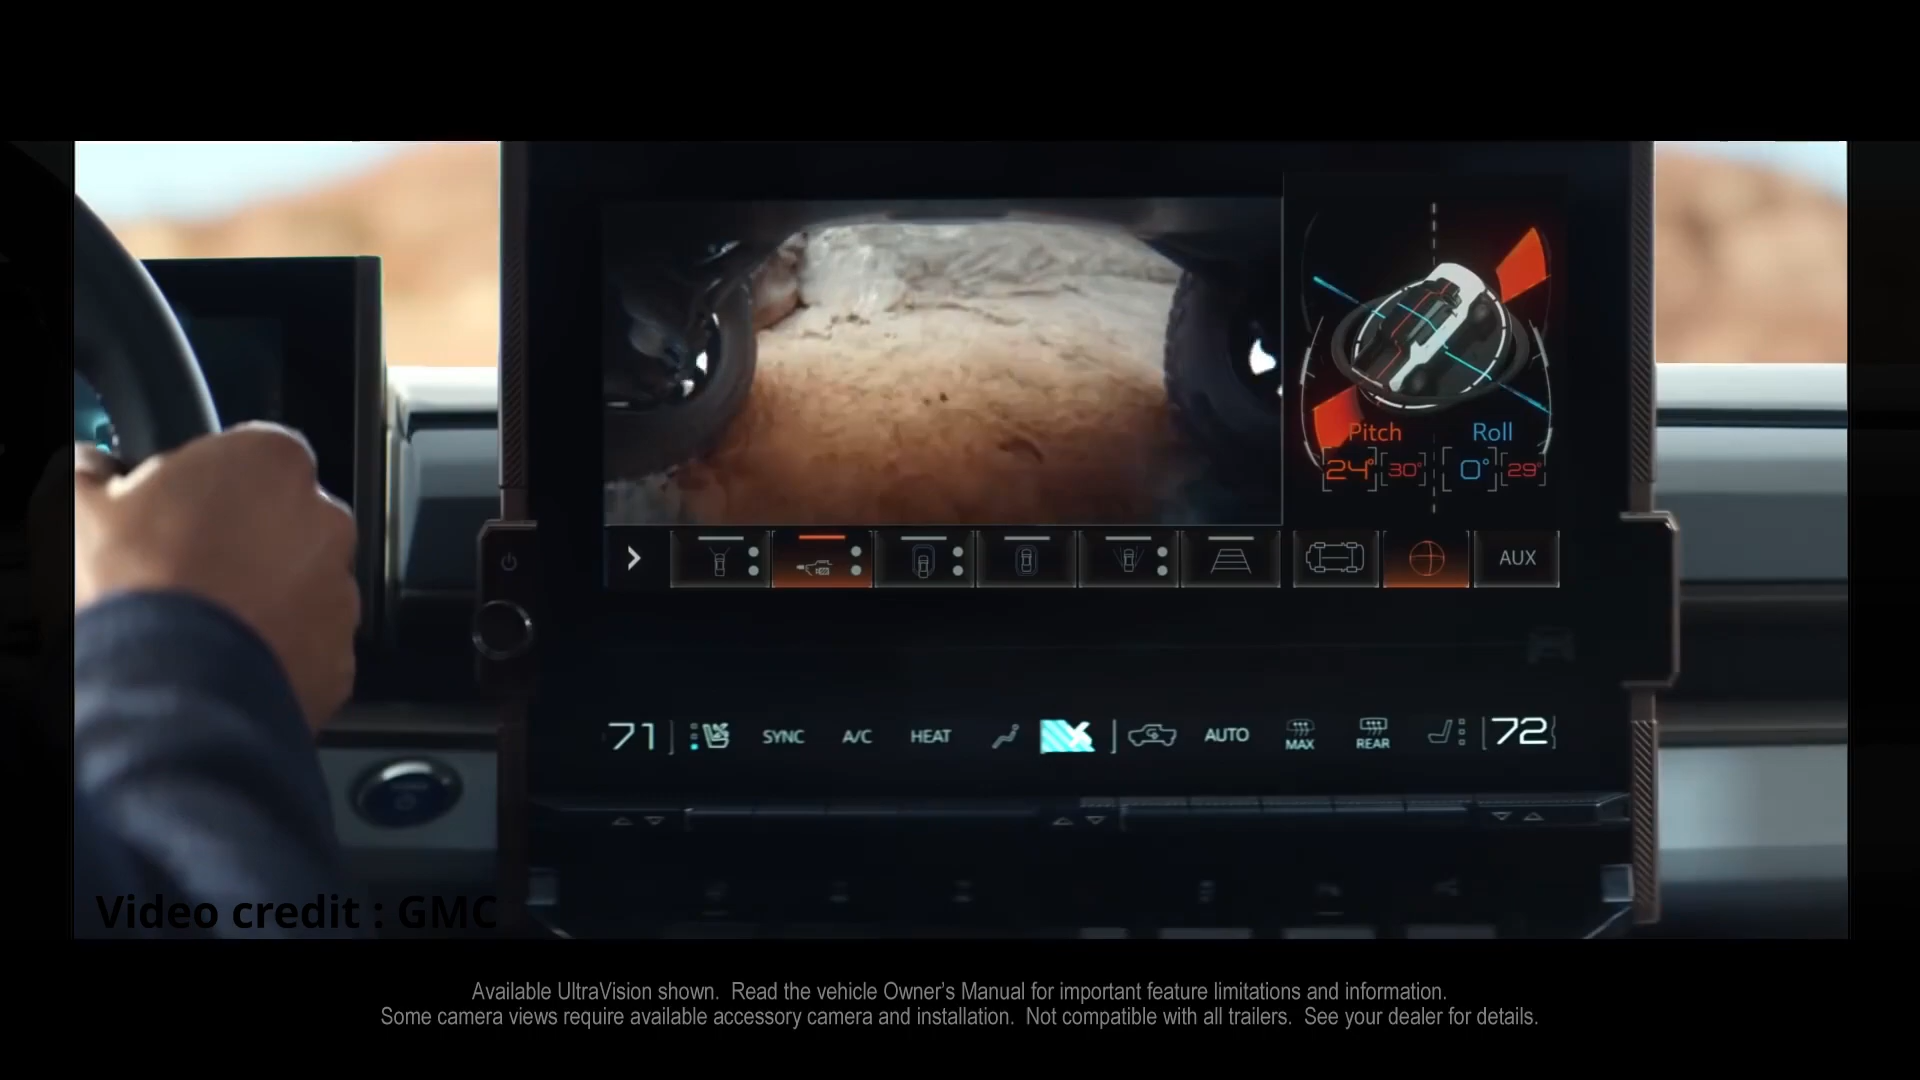 Pitch Roll
24° 30° 0° 29°
AUX
71 SYNC A/C HEAT AUTO MAX REAR 72
Video credit : GMC
Available UltraVision shown.  Read the vehicle Owner's Manual for important feature limitations and information.
Some camera views require available accessory camera and installation.  Not compatible with all trailers.  See your dealer for details.